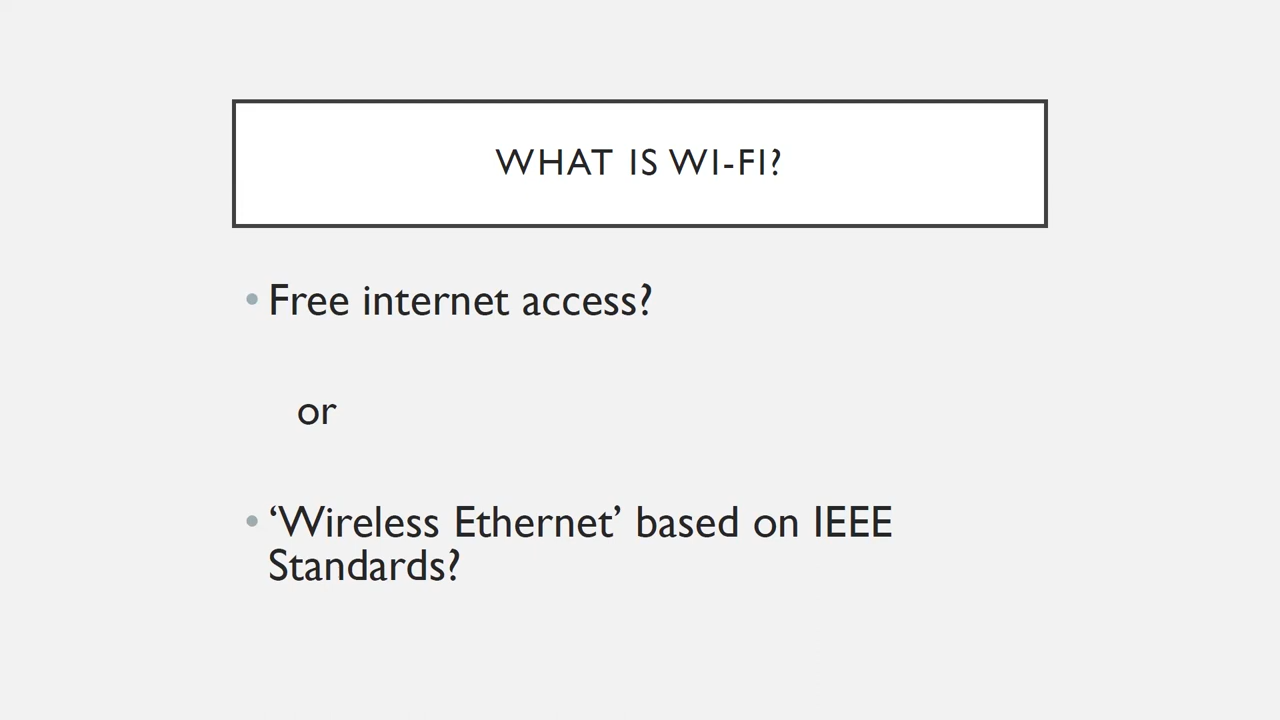 WHAT IS WI-FI?
• Free internet access?
or
• ‘Wireless Ethernet’ based on IEEE
Standards?